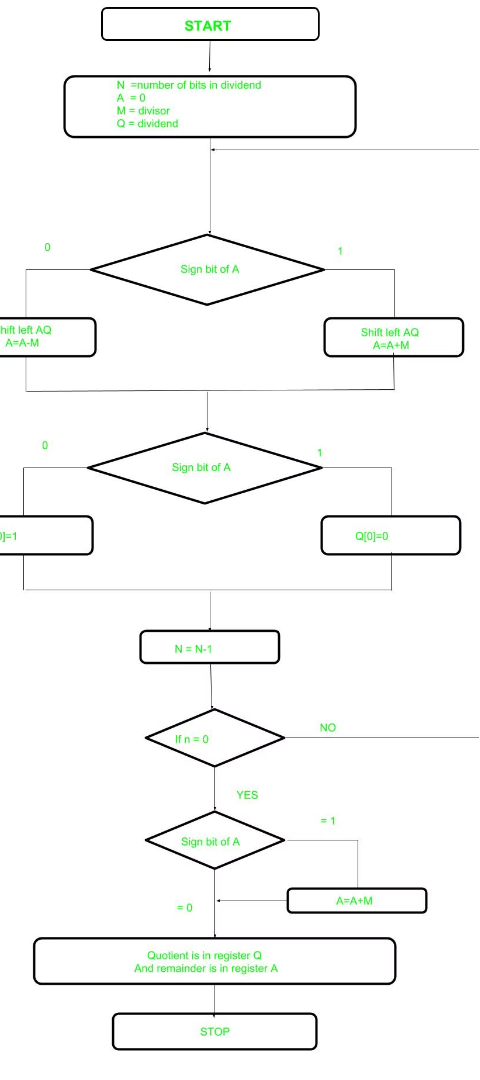 START
N =number of bits in dividend
A = 0
M = divisor
Q = dividend
0
1
Sign bit of A
left AQ
A=A-M
Shift left AQ
A=A+M
0
1
Sign bit of A
]=1
Q[0]=0
N = N-1
If n = 0
NO
YES
= 1
Sign bit of A
A=A+M
= 0
Quotient is in register Q
And remainder is in register A
STOP